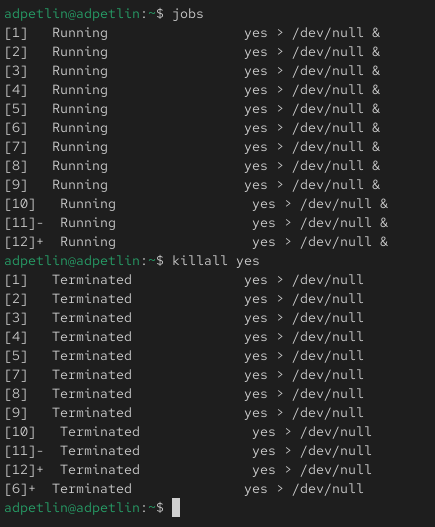 adpetlin@adpetlin:~$ jobs
[1]   Running                 yes > /dev/null &
[2]   Running                 yes > /dev/null &
[3]   Running                 yes > /dev/null &
[4]   Running                 yes > /dev/null &
[5]   Running                 yes > /dev/null &
[6]   Running                 yes > /dev/null &
[7]   Running                 yes > /dev/null &
[8]   Running                 yes > /dev/null &
[9]   Running                 yes > /dev/null &
[10]   Running                 yes > /dev/null &
[11]-  Running                 yes > /dev/null &
[12]+  Running                 yes > /dev/null &
adpetlin@adpetlin:~$ killall yes
[1]   Terminated              yes > /dev/null
[2]   Terminated              yes > /dev/null
[3]   Terminated              yes > /dev/null
[4]   Terminated              yes > /dev/null
[5]   Terminated              yes > /dev/null
[7]   Terminated              yes > /dev/null
[8]   Terminated              yes > /dev/null
[9]   Terminated              yes > /dev/null
[10]   Terminated              yes > /dev/null
[11]-  Terminated              yes > /dev/null
[12]+  Terminated              yes > /dev/null
[6]+  Terminated              yes > /dev/null
adpetlin@adpetlin:~$